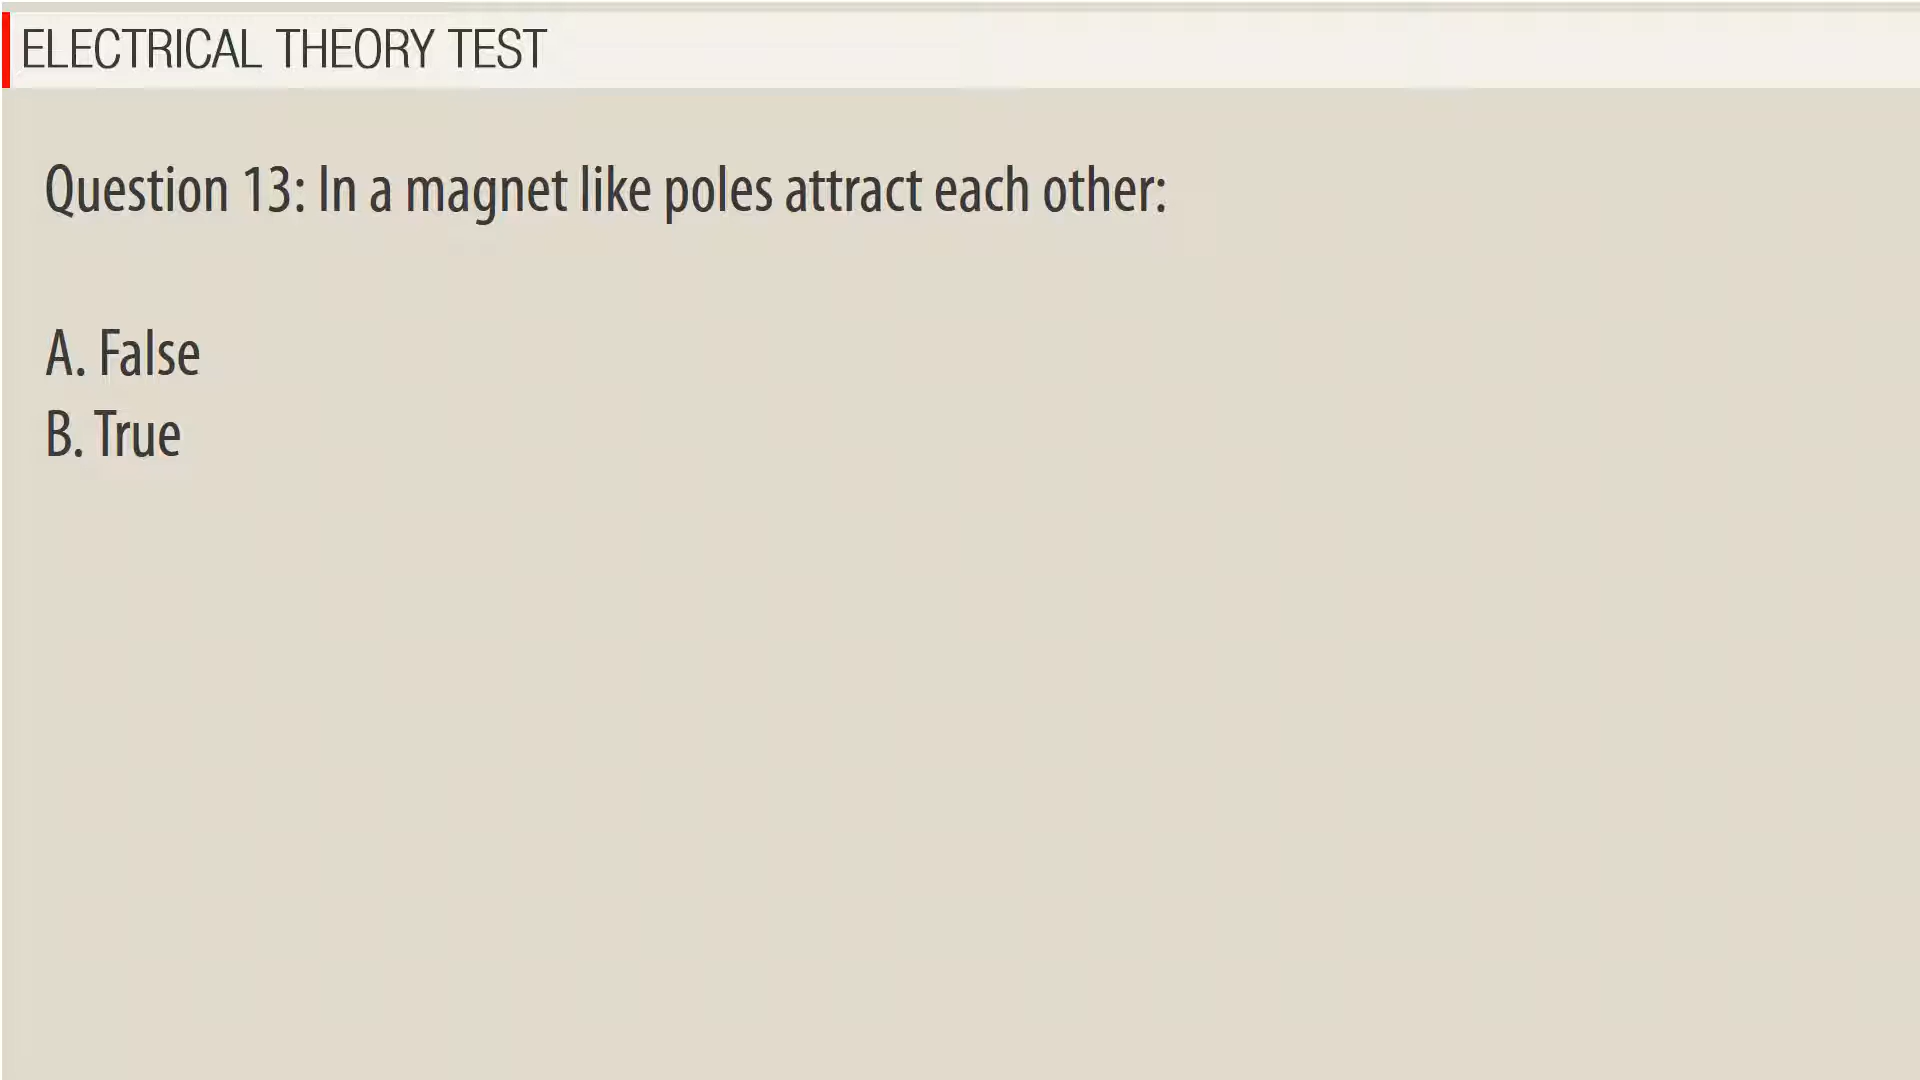 ELECTRICAL THEORY TEST
Question 13: In a magnet like poles attract each other:
A. False
B. True